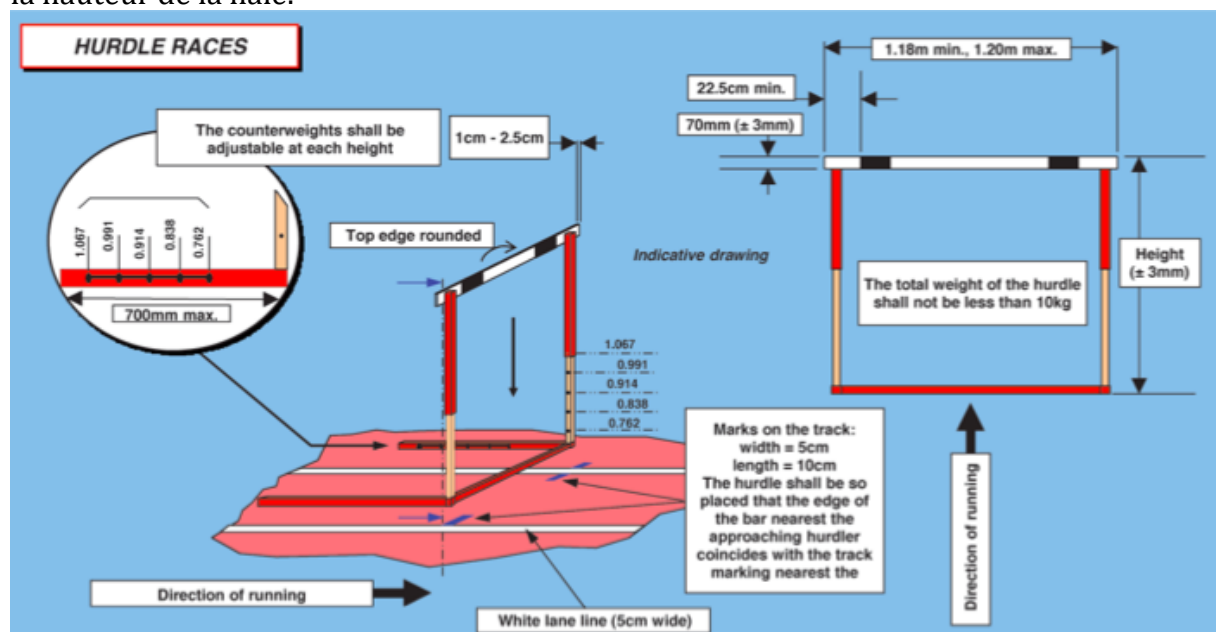 la hauteur de la haie.
HURDLE RACES
The counterweights shall be
adjustable at each height
1cm - 2.5cm
1.067
0.991
0.914
0.838
0.762
700mm max.
Top edge rounded
Indicative drawing
1.067
0.991
0.914
0.838
0.762
1.18m min., 1.20m max.
22.5cm min.
70mm (± 3mm)
The total weight of the hurdle
shall not be less than 10kg
Height
(± 3mm)
Marks on the track:
width = 5cm
length = 10cm
The hurdle shall be so
placed that the edge of
the bar nearest the
approaching hurdler
coincides with the track
marking nearest the
Direction of running
Direction of running
White lane line (5cm wide)